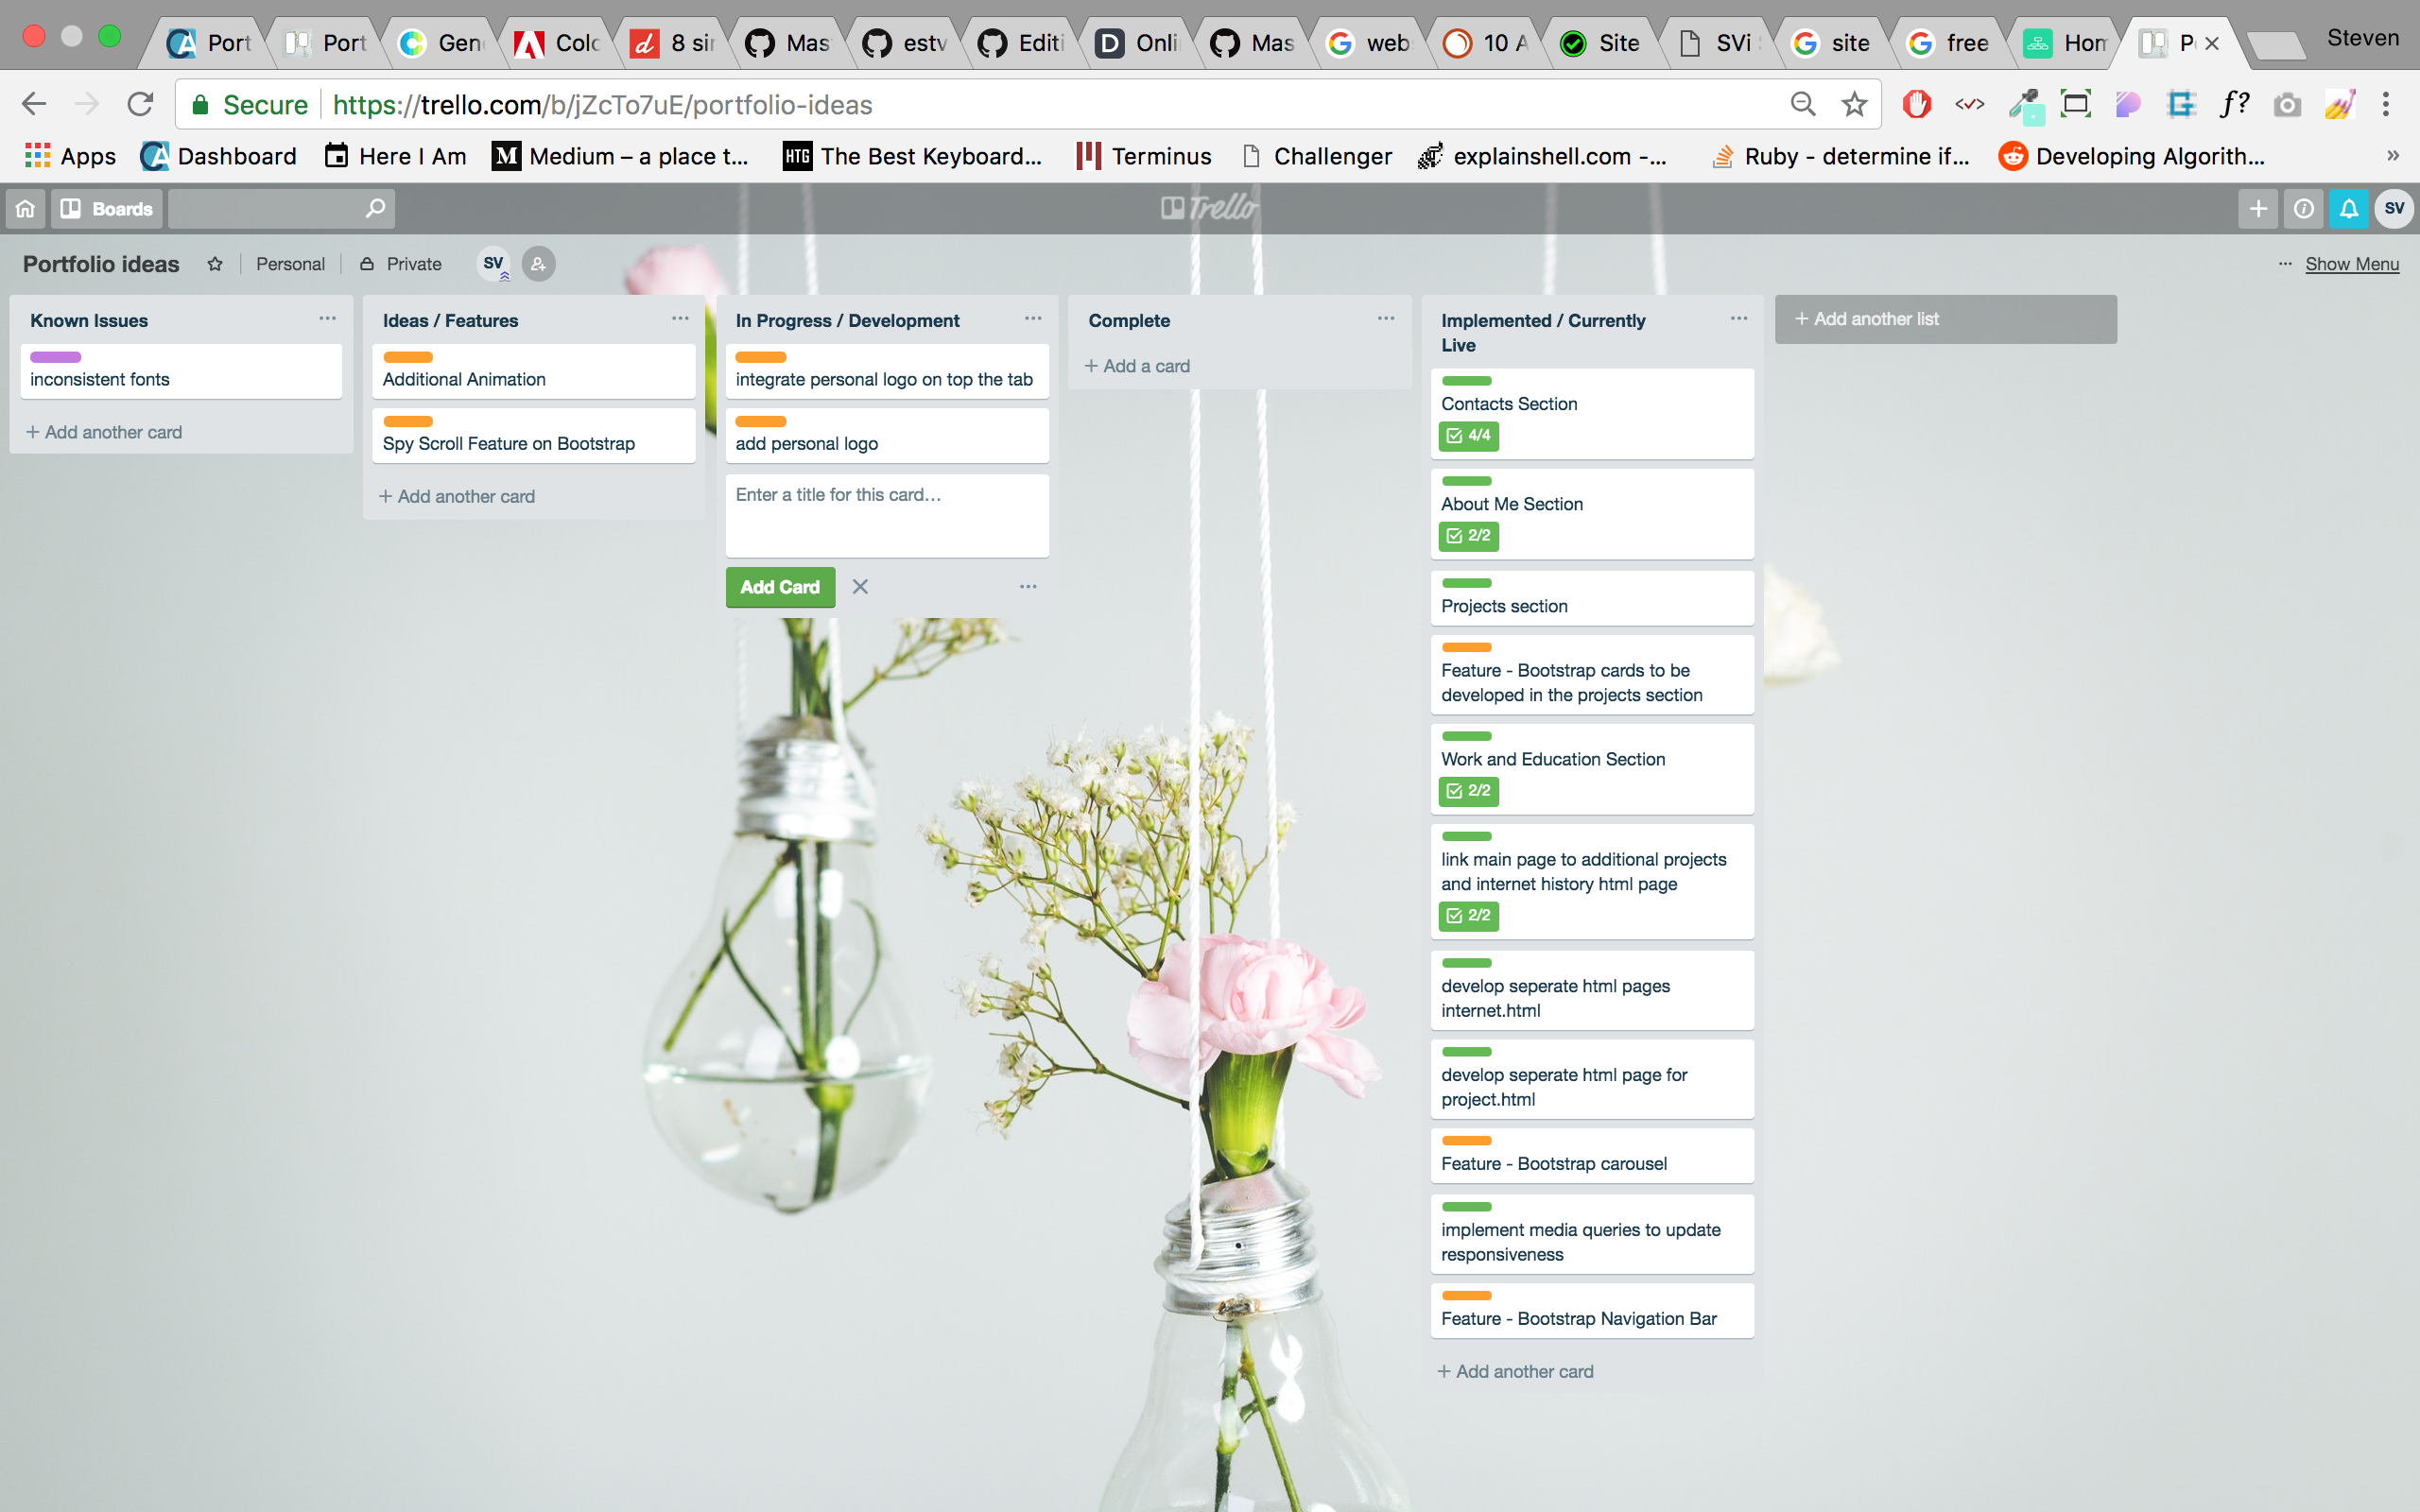 Port
Port
Gen
Colc
8 sir
Mas
estv
Editi
Onli
Mas
web
10 A
Site
SVi
site
free
Hom
P
Steven
Secure
https://trello.com/b/jZcTo7uE/portfolio-ideas
f?
Apps
Dashboard
Here I Am
M
Medium – a place t...
HTG
The Best Keyboard...
Terminus
Challenger
explainshell.com -...
Ruby - determine if...
Developing Algorith...
»
Boards
Trello
SV
Portfolio ideas
Personal
Private
SV
... Show Menu
Known Issues
inconsistent fonts
+ Add another card
Ideas / Features
Additional Animation
Spy Scroll Feature on Bootstrap
+ Add another card
In Progress / Development
integrate personal logo on top the tab
add personal logo
Enter a title for this card…
Add Card
Complete
+ Add a card
Implemented / Currently
Live
Contacts Section
4/4
About Me Section
2/2
Projects section
Feature - Bootstrap cards to be
developed in the projects section
Work and Education Section
2/2
link main page to additional projects
and internet history html page
2/2
develop seperate html pages
internet.html
develop seperate html page for
project.html
Feature - Bootstrap carousel
implement media queries to update
responsiveness
Feature - Bootstrap Navigation Bar
+ Add another card
+ Add another list